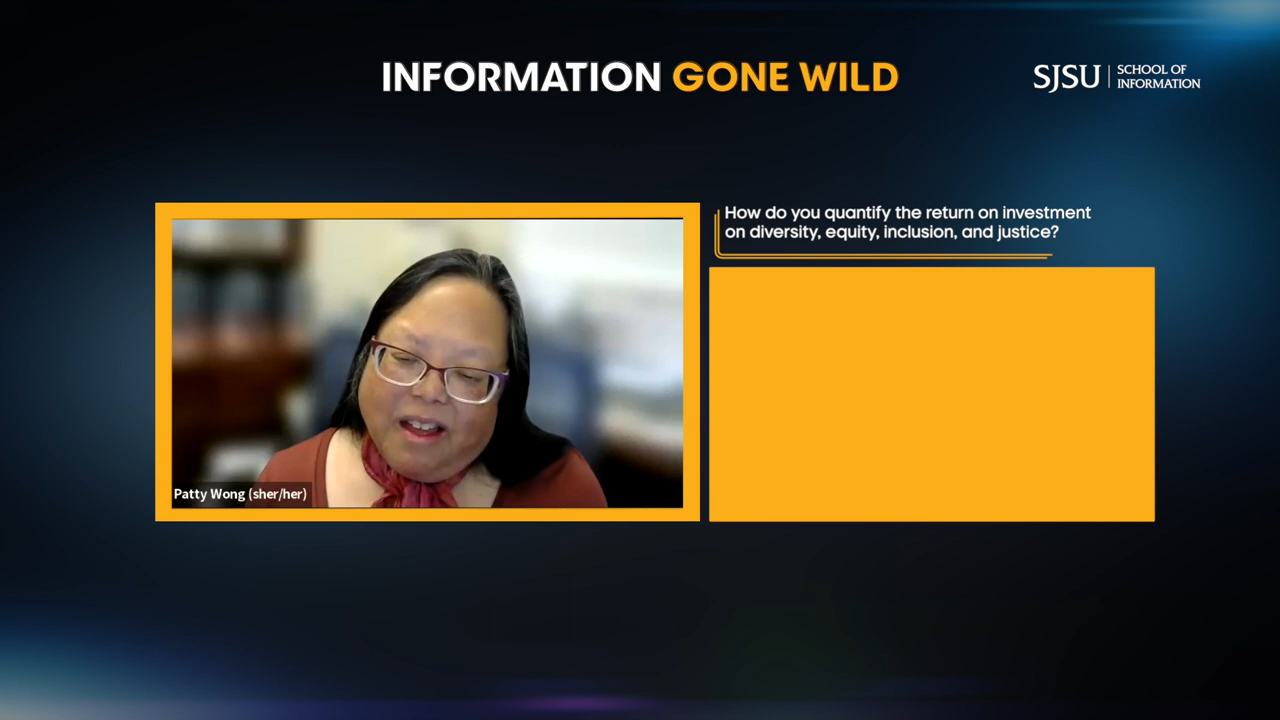 INFORMATION GONE WILD
SJSU
SCHOOL OF
INFORMATION
How do you quantify the return on investment
on diversity, equity, inclusion, and justice?
Patty Wong (sher/her)